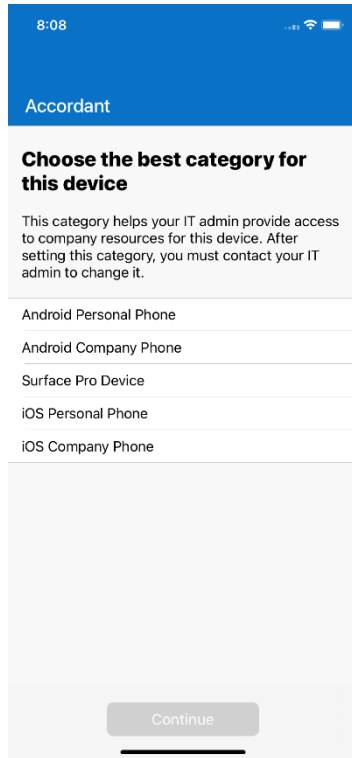 8:08
Accordant
Choose the best category for
this device
This category helps your IT admin provide access
to company resources for this device. After
setting this category, you must contact your IT
admin to change it.
Android Personal Phone
Android Company Phone
Surface Pro Device
iOS Personal Phone
iOS Company Phone
Continue